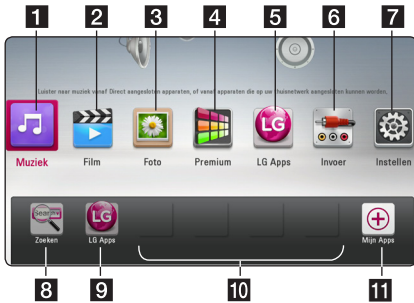 1 2 3 4 5 6 7
Luister naar muziek vanaf Direct aangesloten apparaten, of vanaf apparaten die op uw thuisnetwerk aangesloten kunnen worden.
LG
Muziek Film Foto Premium LG Apps Invoer Instellen
search
LG
Zoeken LG Apps Mijn Apps
8 9 10 11